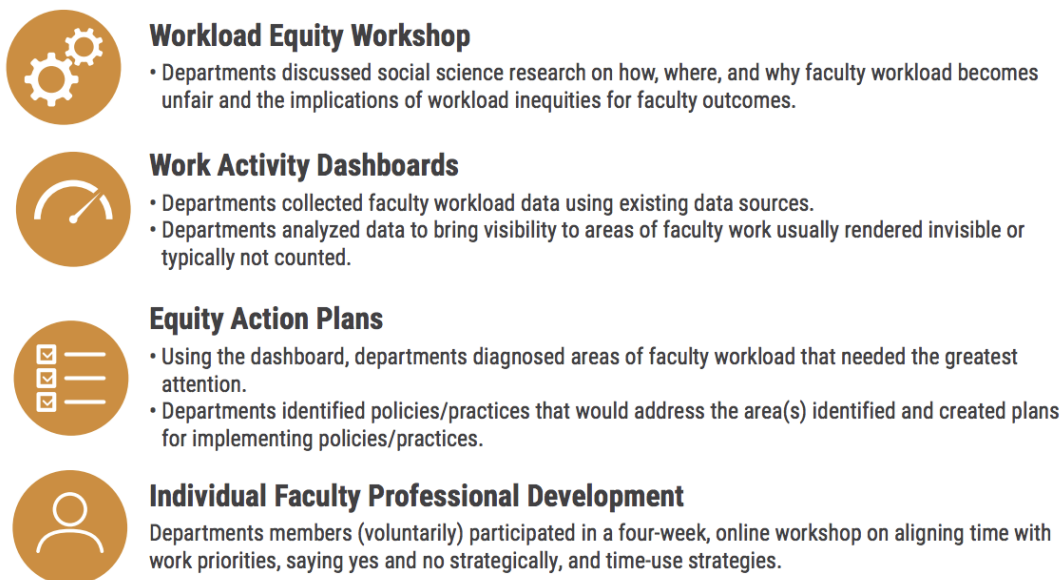 Workload Equity Workshop
• Departments discussed social science research on how, where, and why faculty workload becomes
unfair and the implications of workload inequities for faculty outcomes.
Work Activity Dashboards
• Departments collected faculty workload data using existing data sources.
• Departments analyzed data to bring visibility to areas of faculty work usually rendered invisible or
typically not counted.
Equity Action Plans
• Using the dashboard, departments diagnosed areas of faculty workload that needed the greatest
attention.
• Departments identified policies/practices that would address the area(s) identified and created plans
for implementing policies/practices.
Individual Faculty Professional Development
Departments members (voluntarily) participated in a four-week, online workshop on aligning time with
work priorities, saying yes and no strategically, and time-use strategies.